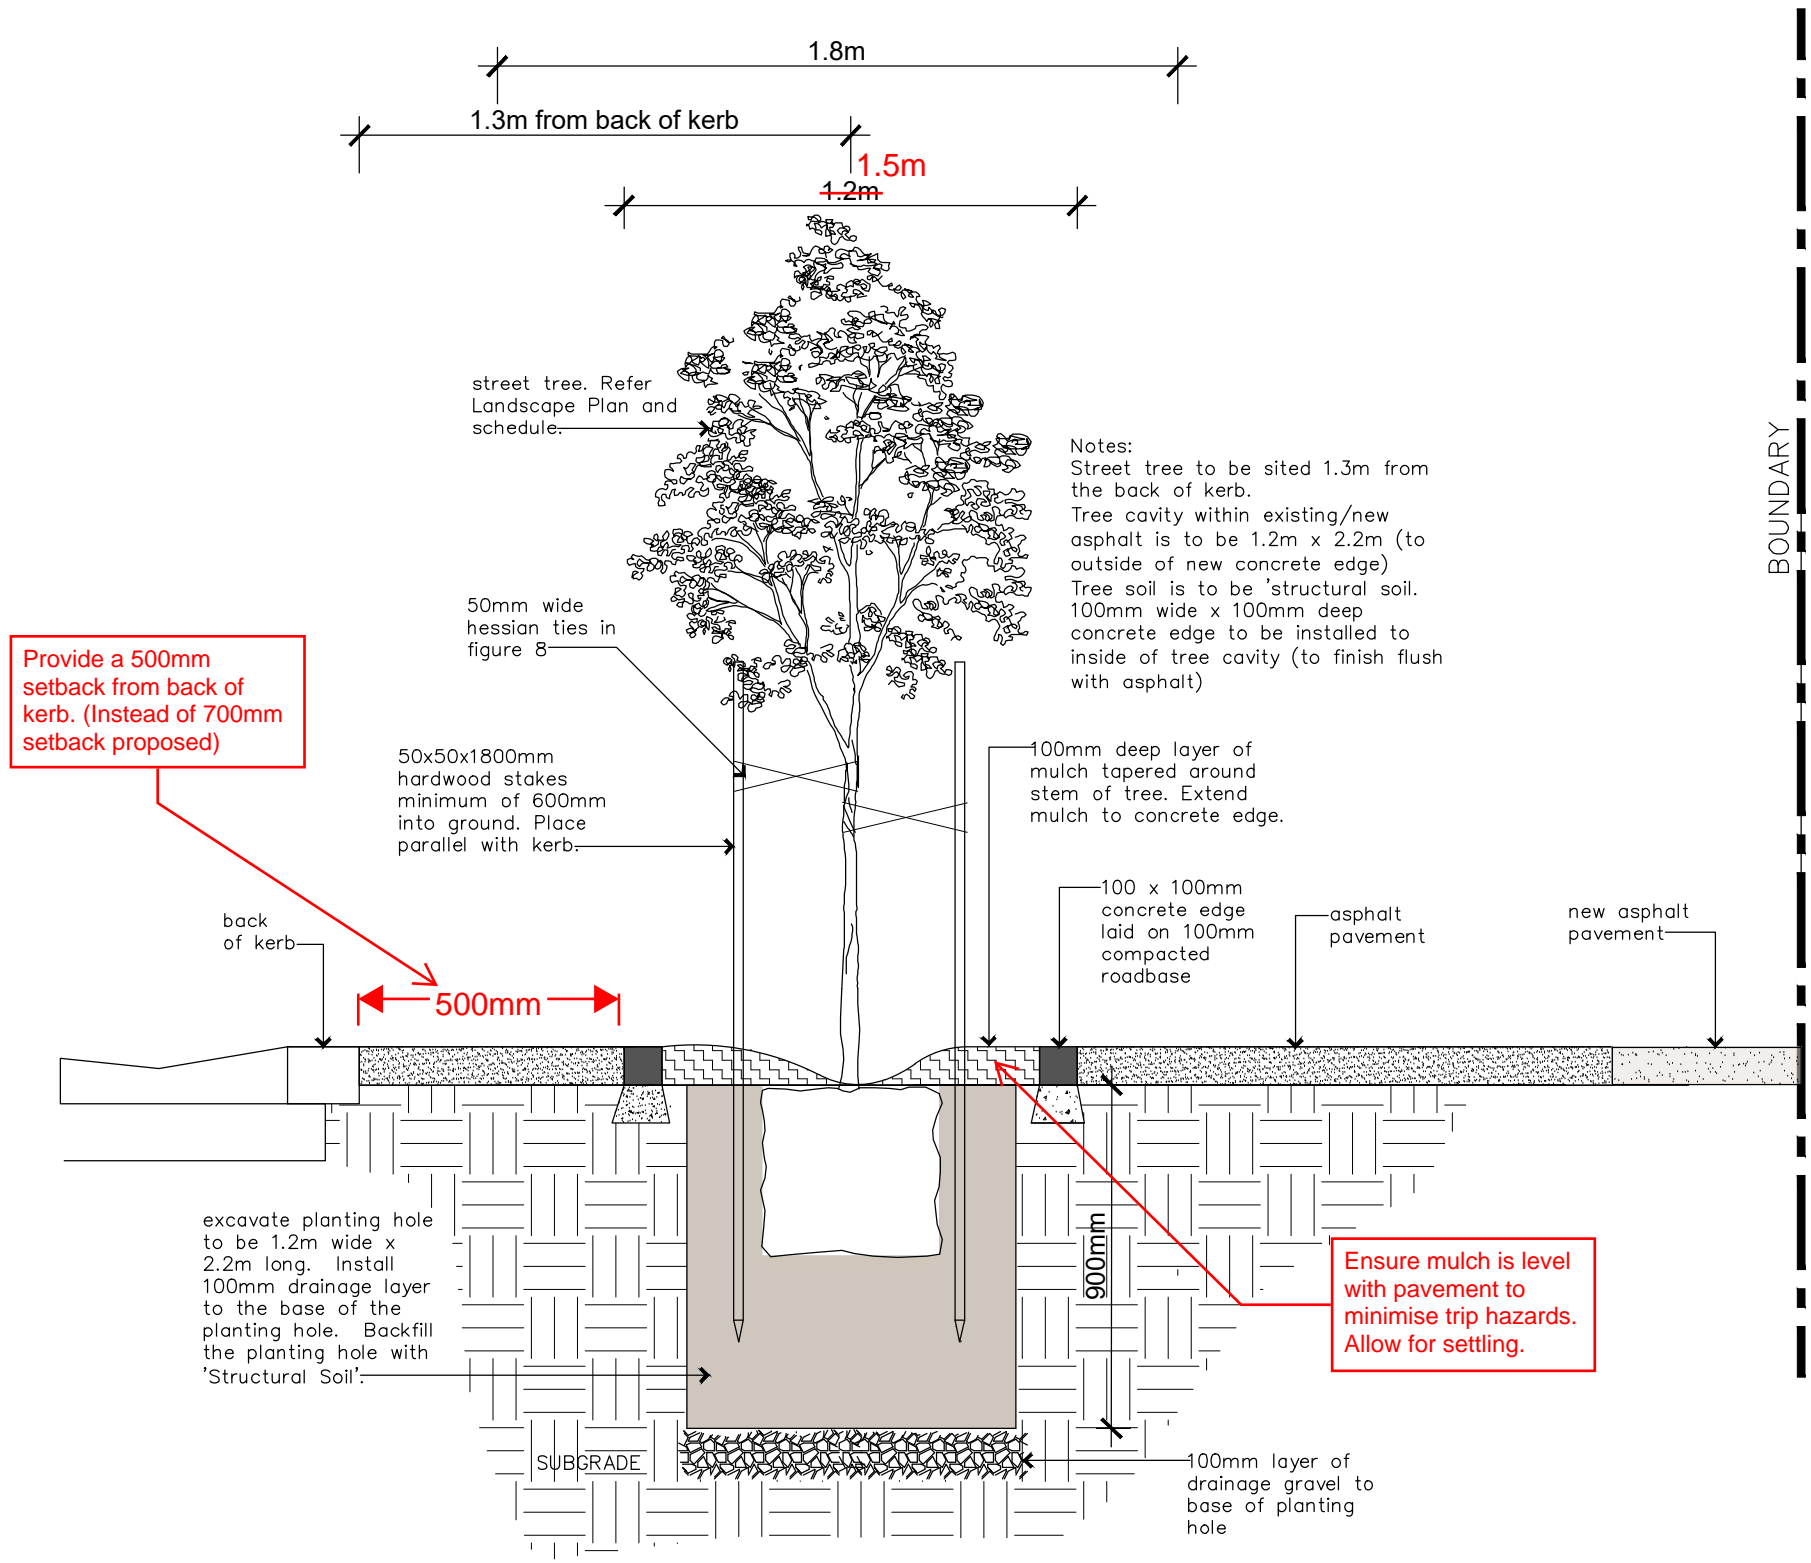 1.8m
1.3m from back of kerb
1.5m
1.2m
street tree. Refer
Landscape Plan and
schedule.
BOUNDARY
Notes:
Street tree to be sited 1.3m from
the back of kerb.
Tree cavity within existing/new
asphalt is to be 1.2m x 2.2m (to
outside of new concrete edge)
Tree soil is to be 'structural soil.
100mm wide x 100mm deep
concrete edge to be installed to
inside of tree cavity (to finish flush
with asphalt)
50mm wide
hessian ties in
figure 8
Provide a 500mm
setback from back of
kerb. (Instead of 700mm
setback proposed)
50x50x1800mm
hardwood stakes
minimum of 600mm
into ground. Place
parallel with kerb.
100mm deep layer of
mulch tapered around
stem of tree. Extend
mulch to concrete edge.
back
of kerb
100 x 100mm
concrete edge
laid on 100mm
compacted
roadbase
asphalt
pavement
new asphalt
pavement
500mm
excavate planting hole
to be 1.2m wide x
2.2m long. Install
100mm drainage layer
to the base of the
planting hole. Backfill
the planting hole with
'Structural Soil'.
900mm
Ensure mulch is level
with pavement to
minimise trip hazards.
Allow for settling.
SUBGRADE
100mm layer of
drainage gravel to
base of planting
hole